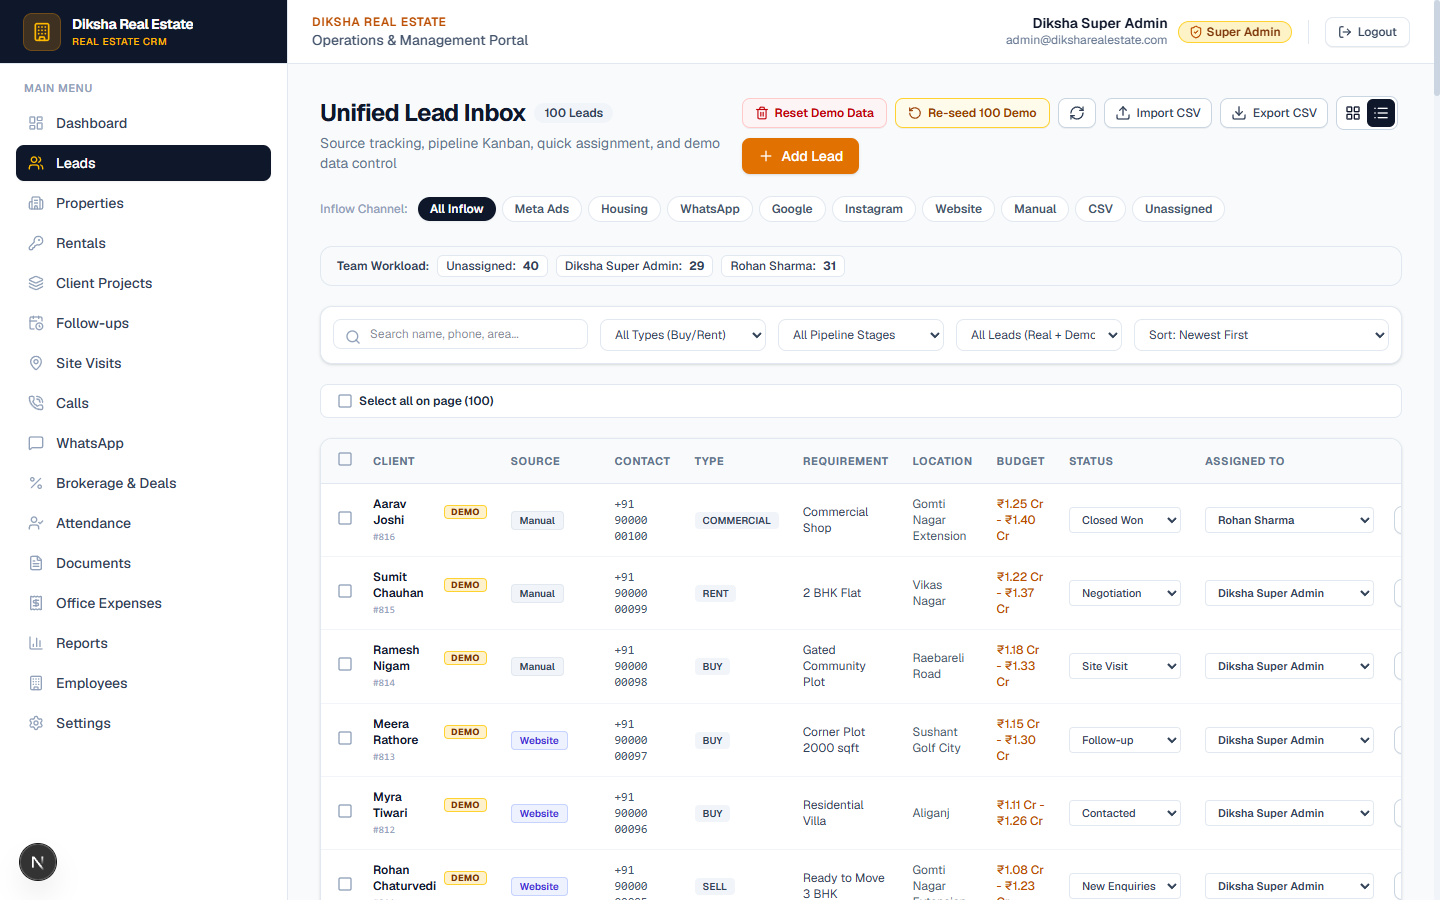 Diksha Real Estate
REAL ESTATE CRM
DIKSHA REAL ESTATE
Operations & Management Portal
Diksha Super Admin
admin@diksharealestate.com
Super Admin
Logout
MAIN MENU
Dashboard
Leads
Properties
Rentals
Client Projects
Follow-ups
Site Visits
Calls
WhatsApp
Brokerage & Deals
Attendance
Documents
Office Expenses
Reports
Employees
Settings
N
Unified Lead Inbox
100 Leads
Source tracking, pipeline Kanban, quick assignment, and demo
data control
Reset Demo Data
Re-seed 100 Demo
Import CSV
Export CSV
Add Lead
Inflow Channel: All Inflow Meta Ads Housing WhatsApp Google Instagram Website Manual CSV Unassigned
Team Workload: Unassigned: 40 Diksha Super Admin: 29 Rohan Sharma: 31
Search name, phone, area...
All Types (Buy/Rent)
All Pipeline Stages
All Leads (Real + Demo
Sort: Newest First
Select all on page (100)
CLIENT SOURCE CONTACT TYPE REQUIREMENT LOCATION BUDGET STATUS ASSIGNED TO
Aarav
Joshi
#816
DEMO
Manual
+91
90000
00100
COMMERCIAL
Commercial
Shop
Gomti
Nagar
Extension
₹1.25 Cr
- ₹1.40
Cr
Closed Won
Rohan Sharma
Sumit
Chauhan
#815
DEMO
Manual
+91
90000
00099
RENT
2 BHK Flat
Vikas
Nagar
₹1.22 Cr
- ₹1.37
Cr
Negotiation
Diksha Super Admin
Ramesh
Nigam
#814
DEMO
Manual
+91
90000
00098
BUY
Gated
Community
Plot
Raebareli
Road
₹1.18 Cr
- ₹1.33
Cr
Site Visit
Diksha Super Admin
Meera
Rathore
#813
DEMO
Website
+91
90000
00097
BUY
Corner Plot
2000 sqft
Sushant
Golf City
₹1.15 Cr
- ₹1.30
Cr
Follow-up
Diksha Super Admin
Myra
Tiwari
#812
DEMO
Website
+91
90000
00096
BUY
Residential
Villa
Aliganj
₹1.11 Cr -
₹1.26 Cr
Contacted
Diksha Super Admin
Rohan
Chaturvedi
DEMO
Website
+91
90000
SELL
Ready to Move
3 BHK
Gomti
Nagar
₹1.08 Cr
- ₹1.23
New Enquiries
Diksha Super Admin